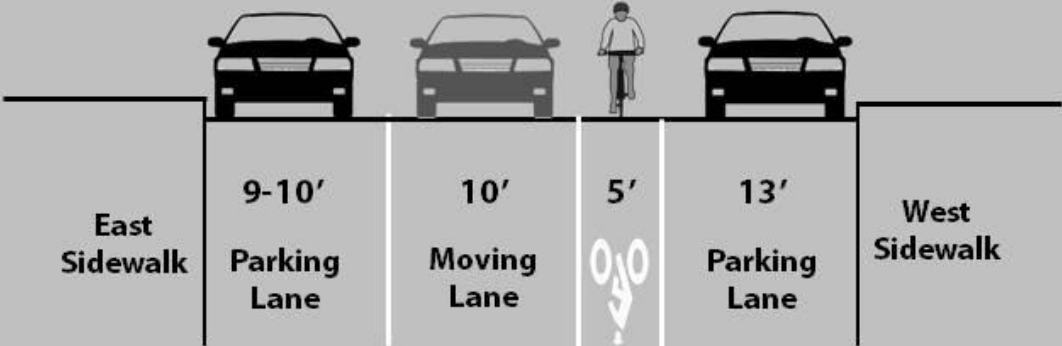 East
Sidewalk
9-10′
Parking
Lane
10′
Moving
Lane
5′
13′
Parking
Lane
West
Sidewalk